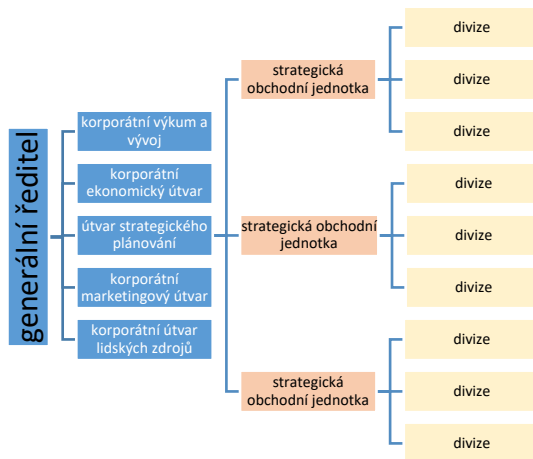 generální ředitel
korporátní výkum a
vývoj
korporátní
ekonomický útvar
útvar strategického
plánování
korporátní
marketingový útvar
korporátní útvar
lidských zdrojů
strategická
obchodní jednotka
divize
divize
divize
strategická obchodní
jednotka
divize
divize
divize
strategická
obchodní jednotka
divize
divize
divize